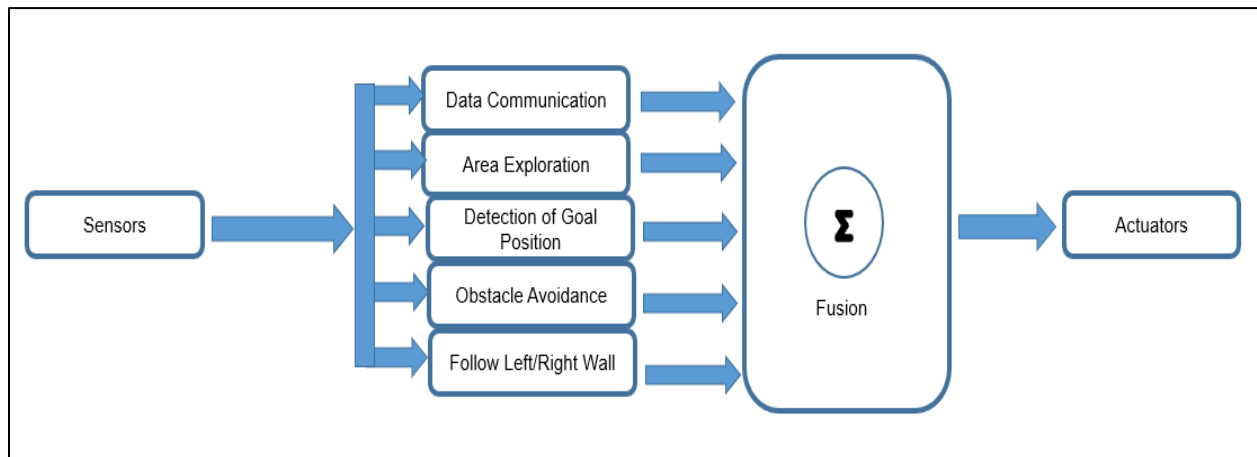 Sensors
Data Communication
Area Exploration
Detection of Goal
Position
Obstacle Avoidance
Follow Left/Right Wall
Σ
Fusion
Actuators